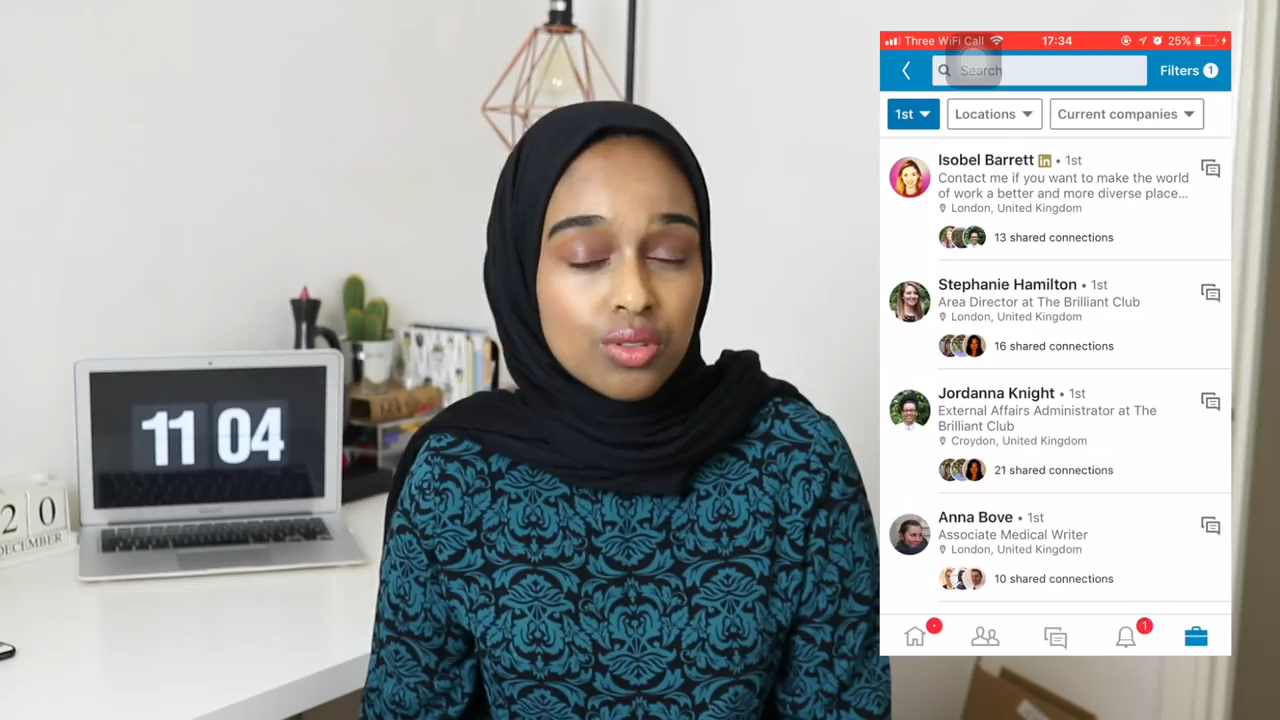 11 04
20
DECEMBER
Three WiFi Call
17:34
25%
Search
Filters 1
1st
Locations
Current companies
Isobel Barrett in • 1st
Contact me if you want to make the world
of work a better and more diverse place...
London, United Kingdom
13 shared connections
Stephanie Hamilton • 1st
Area Director at The Brilliant Club
London, United Kingdom
16 shared connections
Jordanna Knight • 1st
External Affairs Administrator at The
Brilliant Club
Croydon, United Kingdom
21 shared connections
Anna Bove • 1st
Associate Medical Writer
London, United Kingdom
10 shared connections
1